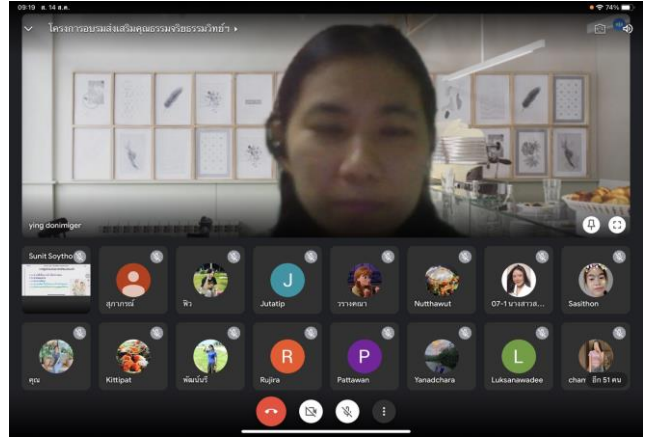 09:19 ส. 14 ส.ค.
74%
โครงการอบรมส่งเสริมคุณธรรมจริยธรรมวิทย์ฯ
ying donimiger
Sunit Soytho
สุภาภรณ์
ฟิว
J
Jutatip
วรางคณา
Nutthawut
07-1 นางสาวส...
Sasithon
คุณ
Kittipat
พัฒน์นรี
R
Rujira
P
Pattawan
Yanadchara
L
Luksanawadee
chan
อีก 51 คน